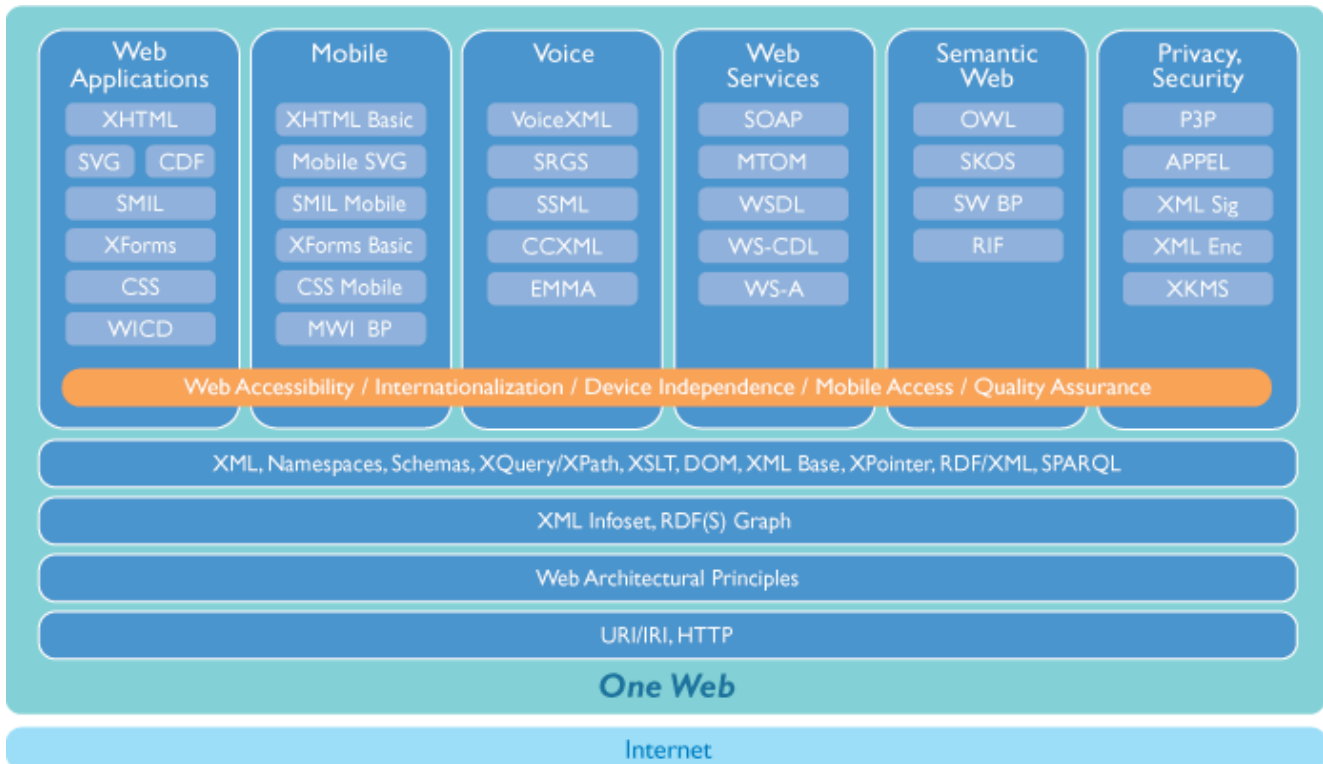 Web
Applications
XHTML
SVG
CDF
SMIL
XForms
CSS
WICD
Mobile
XHTML Basic
Mobile SVG
SMIL Mobile
XForms Basic
CSS Mobile
MWI BP
Voice
VoiceXML
SRGS
SSML
CCXML
EMMA
Web
Services
SOAP
MTOM
WSDL
WS-CDL
WS-A
Semantic
Web
OWL
SKOS
SW BP
RIF
Privacy,
Security
P3P
APPEL
XML Sig
XML Enc
XKMS
Web Accessibility / Internationalization / Device Independence / Mobile Access / Quality Assurance
XML, Namespaces, Schemas, XQuery/XPath, XSLT, DOM, XML Base, XPointer, RDF/XML, SPARQL
XML Infoset, RDF(S) Graph
Web Architectural Principles
URI/IRI, HTTP
One Web
Internet